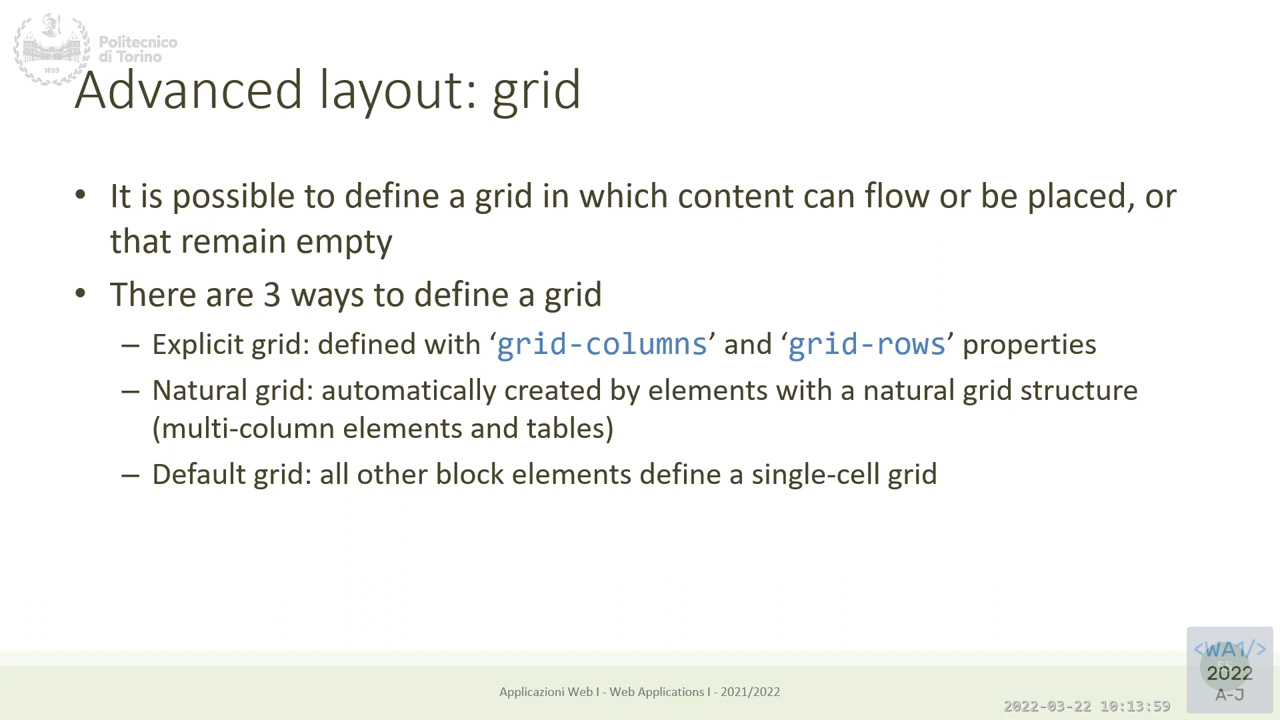 Politecnico
di Torino
1859
Advanced layout: grid
• It is possible to define a grid in which content can flow or be placed, or
that remain empty
• There are 3 ways to define a grid
– Explicit grid: defined with ‘grid-columns’ and ‘grid-rows’ properties
– Natural grid: automatically created by elements with a natural grid structure
(multi-column elements and tables)
– Default grid: all other block elements define a single-cell grid
<WA1/>
2022
A-J
Applicazioni Web I - Web Applications I - 2021/2022
2022-03-22 10:13:59